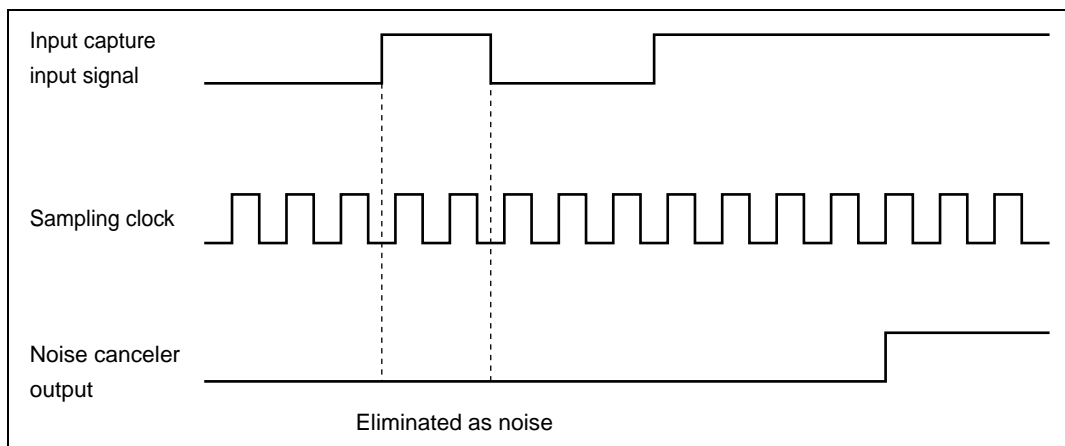 Input capture
input signal
Sampling clock
Noise canceler
output
Eliminated as noise